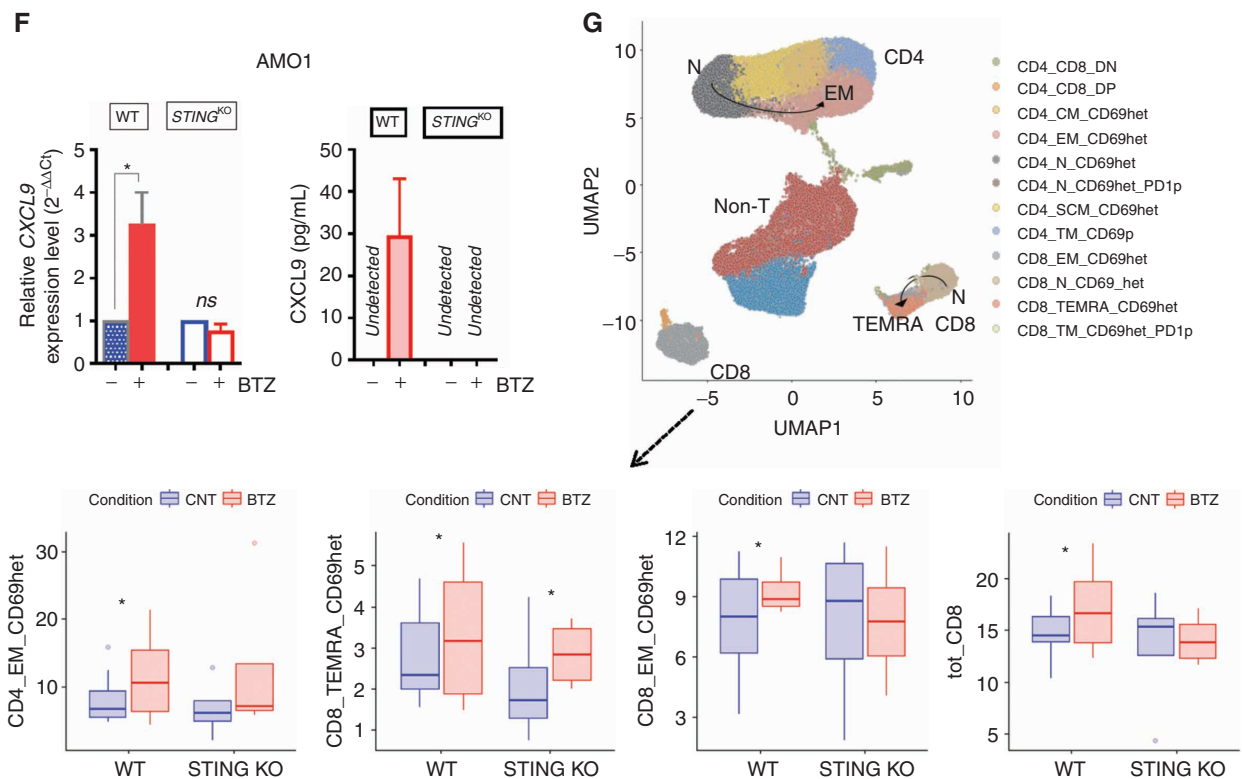 F
AMO1
WT
STING^KO
*
ns
Relative CXCL9
expression level (2^−ΔΔCt)
5
4
3
2
1
0
− + − + BTZ
WT
STING^KO
CXCL9 (pg/mL)
50
40
30
20
10
0
Undetected
Undetected
Undetected
− + − + BTZ
G
UMAP2
10
5
0
−5
−10
N
CD4
EM
Non-T
TEMRA
N
CD8
CD8
−5 0 5 10
UMAP1
CD4_CD8_DN
CD4_CD8_DP
CD4_CM_CD69het
CD4_EM_CD69het
CD4_N_CD69het
CD4_N_CD69het_PD1p
CD4_SCM_CD69het
CD4_TM_CD69p
CD8_EM_CD69het
CD8_N_CD69_het
CD8_TEMRA_CD69het
CD8_TM_CD69het_PD1p
Condition CNT BTZ
CD4_EM_CD69het
30
20
10
*
WT STING KO
Condition CNT BTZ
CD8_TEMRA_CD69het
5
4
3
2
1
*
*
WT STING KO
Condition CNT BTZ
CD8_EM_CD69het
12
9
6
3
*
WT STING KO
Condition CNT BTZ
tot_CD8
20
15
10
5
*
WT STING KO